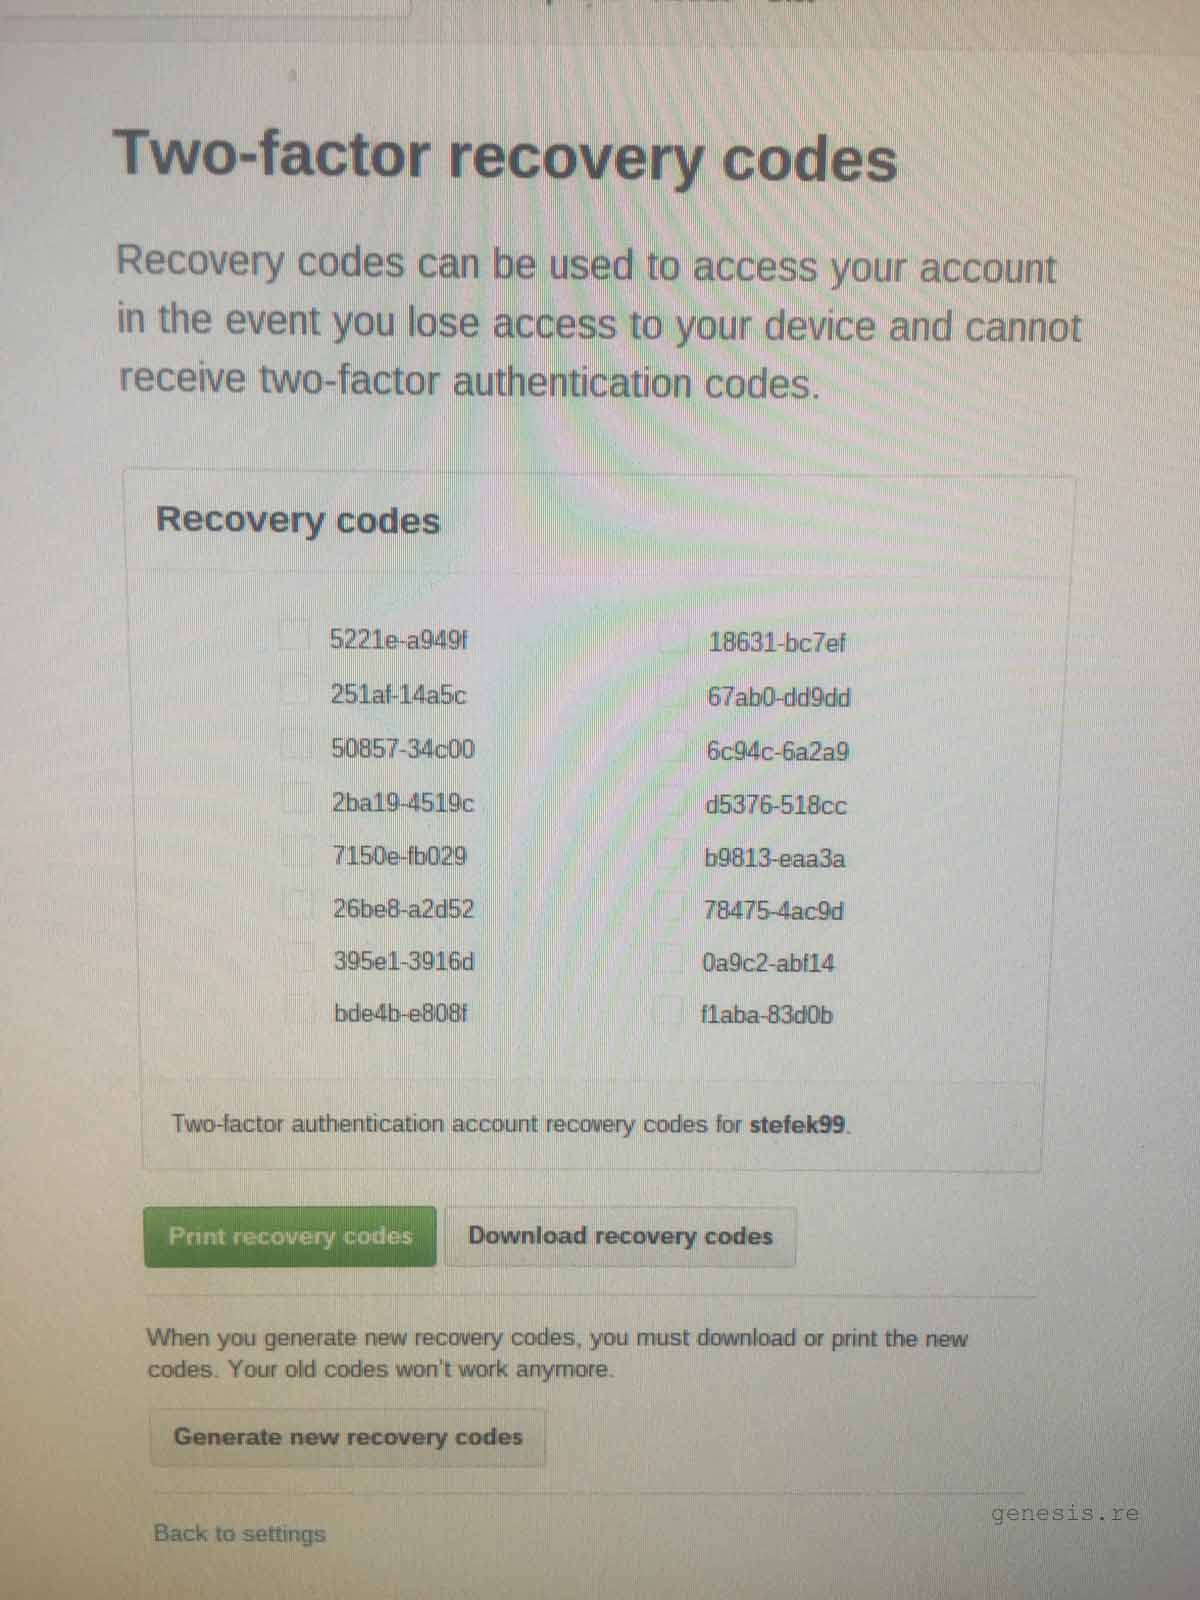 Two-factor recovery codes
Recovery codes can be used to access your account
in the event you lose access to your device and cannot
receive two-factor authentication codes.
Recovery codes
5221e-a949f 18631-bc7ef
251af-14a5c 67ab0-dd9dd
50857-34c00 6c94c-6a2a9
2ba19-4519c d5376-518cc
7150e-fb029 b9813-eaa3a
26be8-a2d52 78475-4ac9d
395e1-3916d 0a9c2-abf14
bde4b-e808f f1aba-83d0b
Two-factor authentication account recovery codes for stefek99.
Print recovery codes Download recovery codes
When you generate new recovery codes, you must download or print the new
codes. Your old codes won't work anymore.
Generate new recovery codes
Back to settings
genesis.re